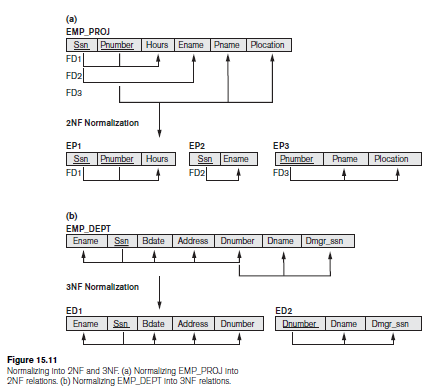 (a)
EMP_PROJ
Ssn Pnumber Hours Ename Pname Plocation
FD1
FD2
FD3
2NF Normalization
EP1 EP2 EP3
Ssn Pnumber Hours Ssn Ename Pnumber Pname Plocation
FD1 FD2 FD3
(b)
EMP_DEPT
Ename Ssn Bdate Address Dnumber Dname Dmgr_ssn
3NF Normalization
ED1 ED2
Ename Ssn Bdate Address Dnumber Dnumber Dname Dmgr_ssn
Figure 15.11
Normalizing into 2NF and 3NF. (a) Normalizing EMP_PROJ into
2NF relations. (b) Normalizing EMP_DEPT into 3NF relations.